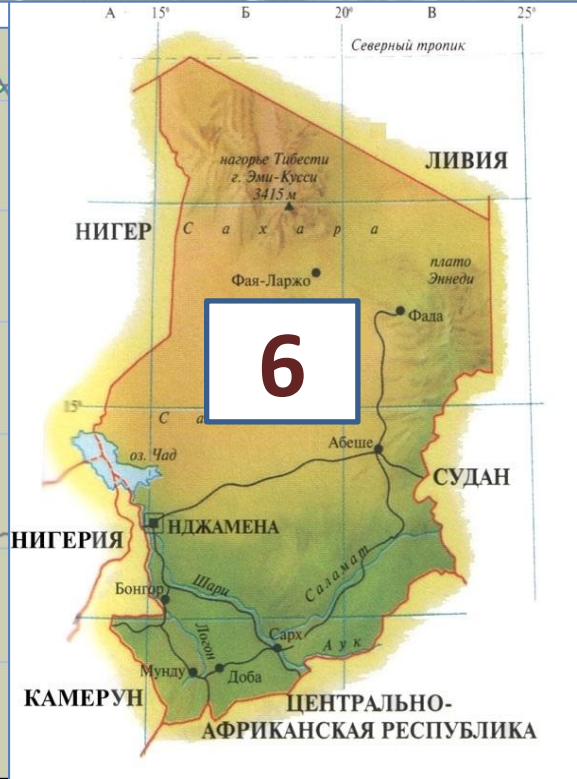 А 15° Б 20° В 25°
Северный тропик
нагорье Тибести
г. Эми-Кусси
3415 м
ЛИВИЯ
НИГЕР
С а х а р а
плато
Эннеди
Фая-Ларжо
Фада
6
15°
С а
Абеше
оз. Чад
СУДАН
НИГЕРИЯ
НДЖАМЕНА
Бонгор
Шари
Саламат
Логон
Сарх
Аук
Мунду
Доба
КАМЕРУН
ЦЕНТРАЛЬНО-
АФРИКАНСКАЯ РЕСПУБЛИКА